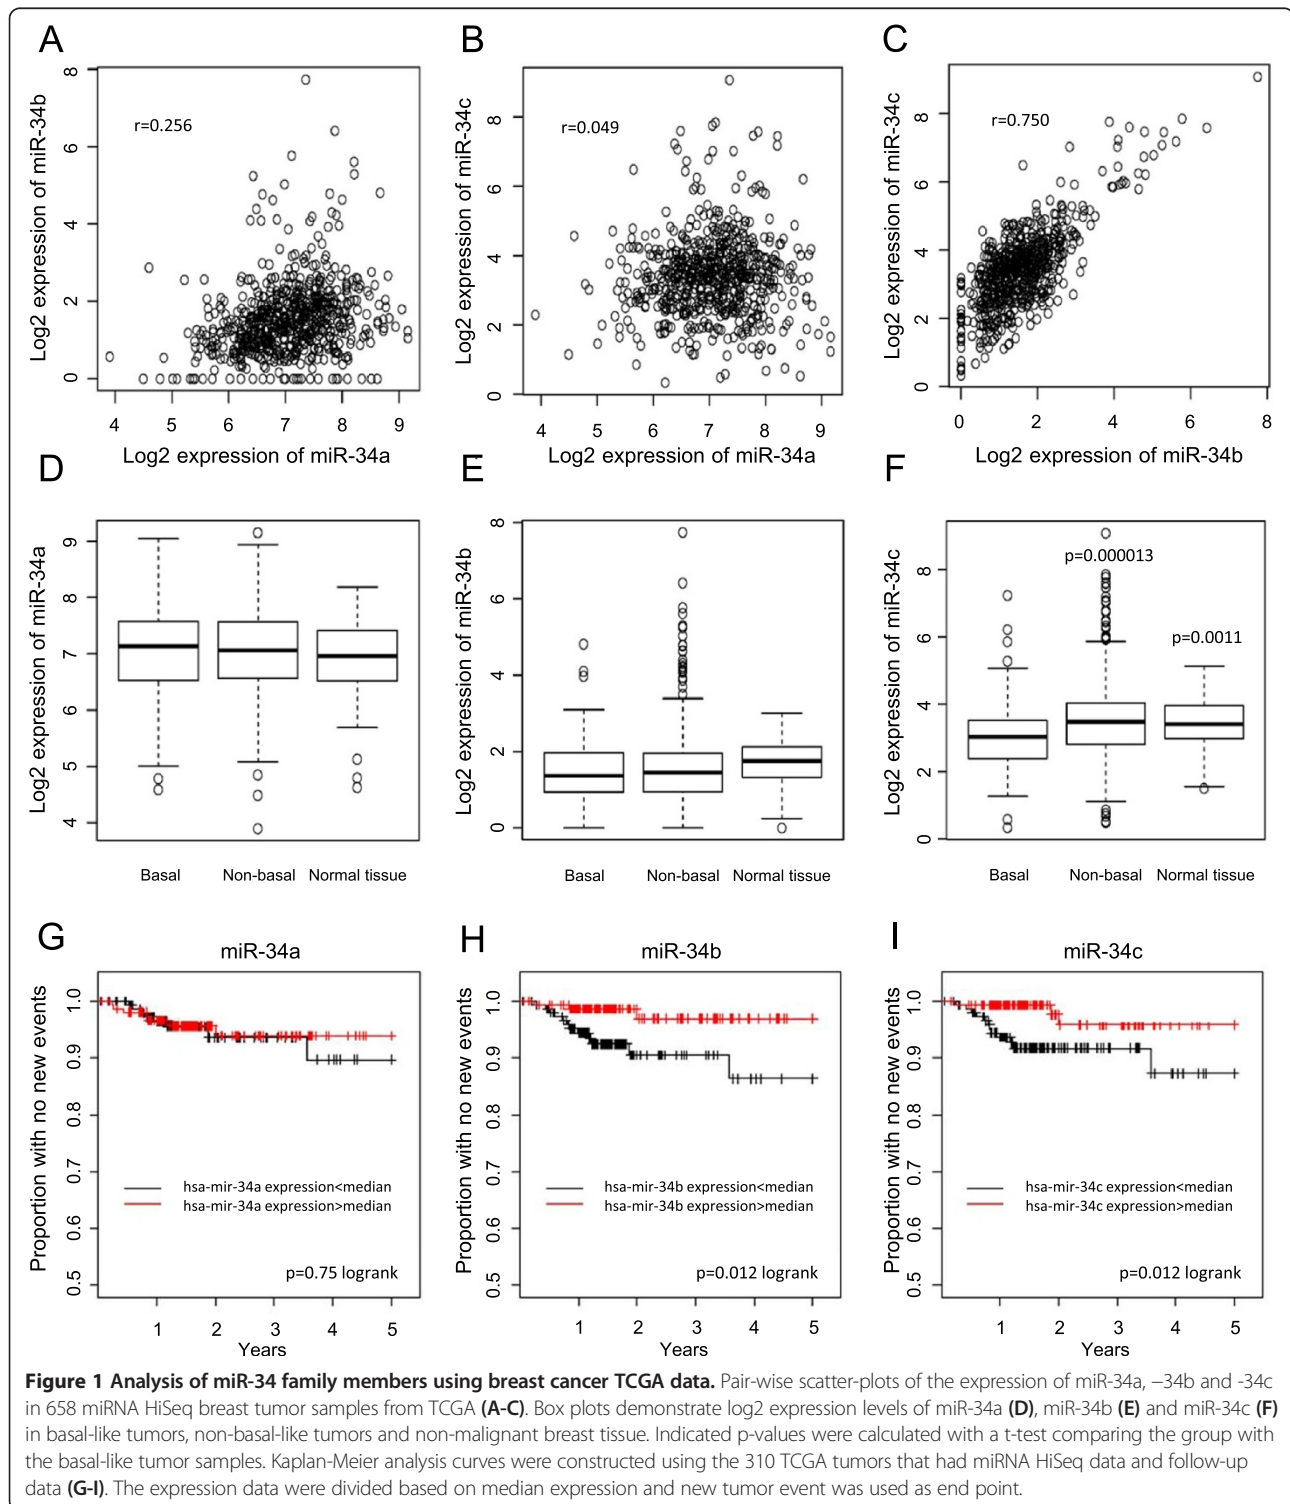 A
B
C
Log2 expression of miR-34b
8
6
4
2
0
r=0.256
4 5 6 7 8 9
Log2 expression of miR-34a
Log2 expression of miR-34c
8
6
4
2
0
r=0.049
4 5 6 7 8 9
Log2 expression of miR-34a
Log2 expression of miR-34c
8
6
4
2
0
r=0.750
0 2 4 6 8
Log2 expression of miR-34b
D
E
F
Log2 expression of miR-34a
9
8
7
6
5
4
Basal Non-basal Normal tissue
Log2 expression of miR-34b
8
6
4
2
0
Basal Non-basal Normal tissue
Log2 expression of miR-34c
8
6
4
2
0
p=0.000013
p=0.0011
Basal Non-basal Normal tissue
G
H
I
miR-34a
Proportion with no new events
1.0
0.9
0.8
0.7
0.6
0.5
hsa-mir-34a expression<median
hsa-mir-34a expression>median
p=0.75 logrank
1 2 3 4 5
Years
miR-34b
Proportion with no new events
1.0
0.9
0.8
0.7
0.6
0.5
hsa-mir-34b expression<median
hsa-mir-34b expression>median
p=0.012 logrank
1 2 3 4 5
Years
miR-34c
Proportion with no new events
1.0
0.9
0.8
0.7
0.6
0.5
hsa-mir-34c expression<median
hsa-mir-34c expression>median
p=0.012 logrank
1 2 3 4 5
Years
Figure 1 Analysis of miR-34 family members using breast cancer TCGA data. Pair-wise scatter-plots of the expression of miR-34a, –34b and -34c
in 658 miRNA HiSeq breast tumor samples from TCGA (A-C). Box plots demonstrate log2 expression levels of miR-34a (D), miR-34b (E) and miR-34c (F)
in basal-like tumors, non-basal-like tumors and non-malignant breast tissue. Indicated p-values were calculated with a t-test comparing the group with
the basal-like tumor samples. Kaplan-Meier analysis curves were constructed using the 310 TCGA tumors that had miRNA HiSeq data and follow-up
data (G-I). The expression data were divided based on median expression and new tumor event was used as end point.